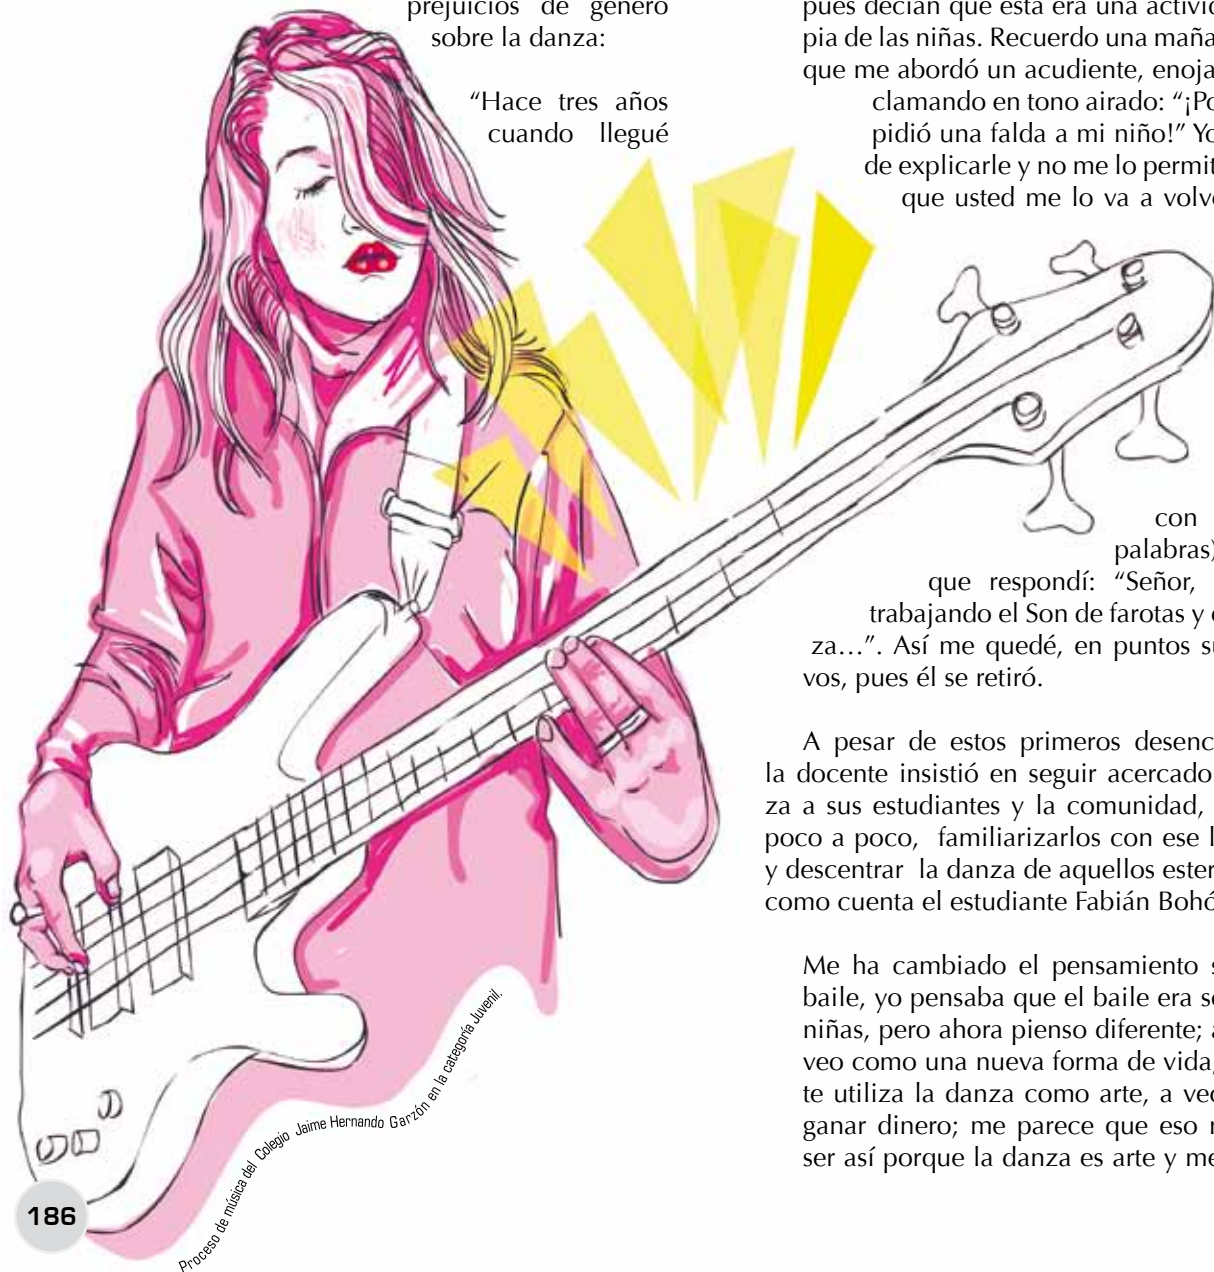 prejuicios de género
sobre la danza:
“Hace tres años
cuando llegué
pues decían que esta era una activid
pia de las niñas. Recuerdo una maña
que me abordó un acudiente, enoja
clamando en tono airado: “¡Po
pidió una falda a mi niño!” Yo
de explicarle y no me lo permit
que usted me lo va a volve
con
palabras)
que respondí: “Señor,
trabajando el Son de farotas y
za…”. Así me quedé, en puntos su
vos, pues él se retiró.
A pesar de estos primeros desenc
la docente insistió en seguir acercado
za a sus estudiantes y la comunidad,
poco a poco, familiarizarlos con ese l
y descentrar la danza de aquellos ester
como cuenta el estudiante Fabián Bohó
Me ha cambiado el pensamiento s
baile, yo pensaba que el baile era so
niñas, pero ahora pienso diferente; a
veo como una nueva forma de vida,
te utiliza la danza como arte, a vec
ganar dinero; me parece que eso n
ser así porque la danza es arte y me
Proceso de música del Colegio Jaime Hernando Garzón en la categoría Juvenil.
186